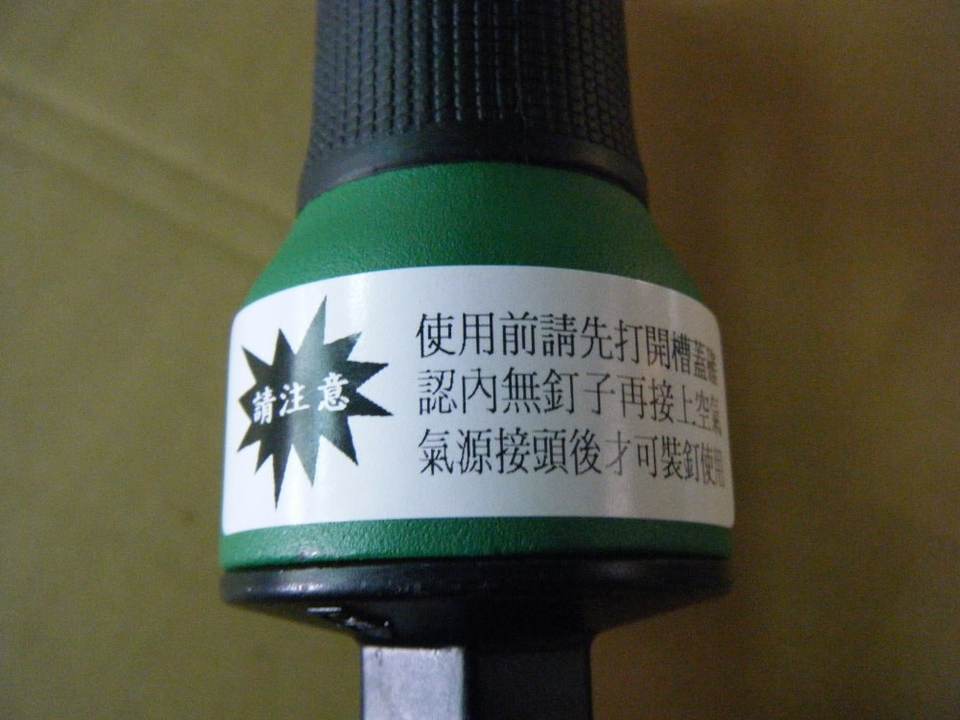 請注意
使用前請先打開槽蓋確
認內無釘子再接上空氣
氣源接頭後才可裝釘使用